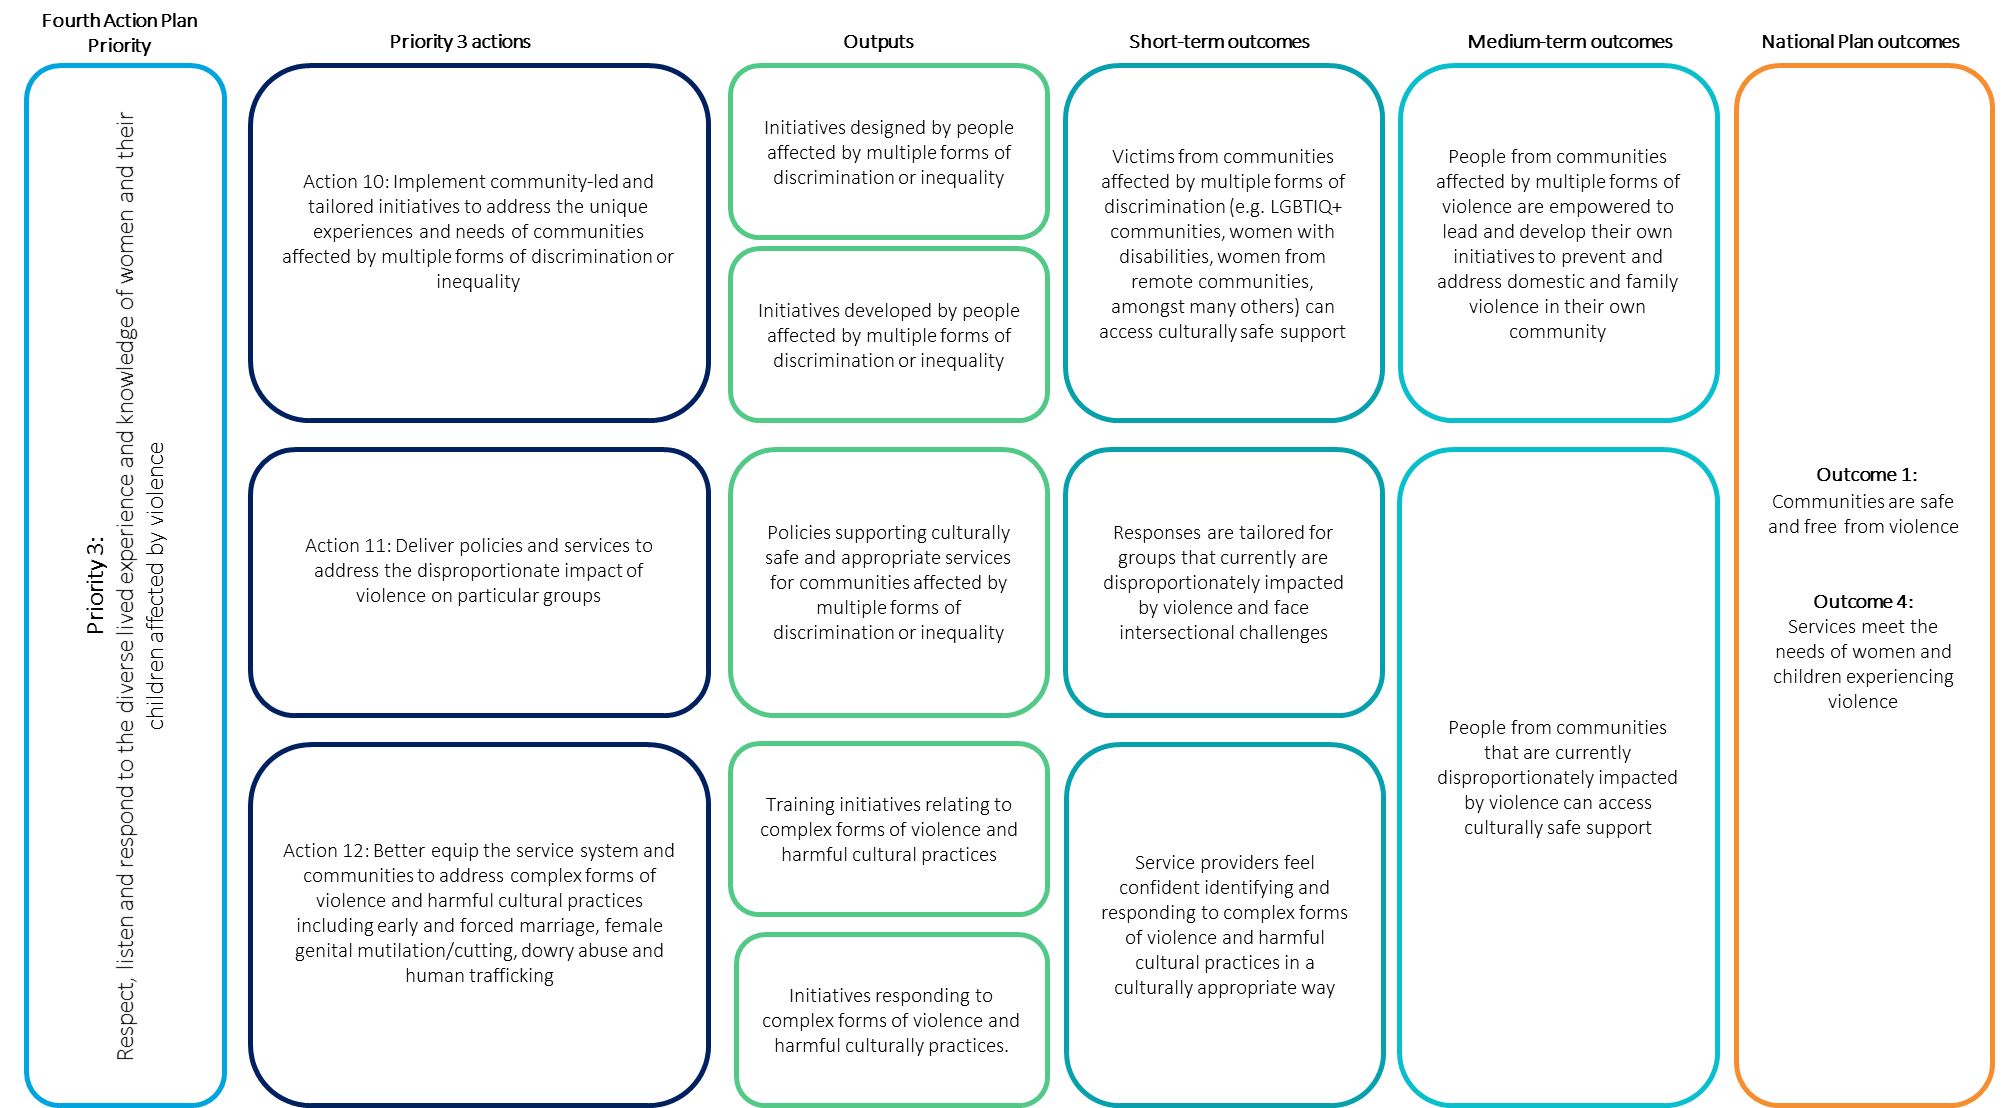 Fourth Action Plan
Priority
Priority 3 actions
Outputs
Short-term outcomes
Medium-term outcomes
National Plan outcomes
Priority 3:
Respect, listen and respond to the diverse lived experience and knowledge of women and their
children affected by violence
Action 10: Implement community-led and
tailored initiatives to address the unique
experiences and needs of communities
affected by multiple forms of discrimination or
inequality
Initiatives designed by people
affected by multiple forms of
discrimination or inequality
Initiatives developed by people
affected by multiple forms of
discrimination or inequality
Victims from communities
affected by multiple forms of
discrimination (e.g. LGBTIQ+
communities, women with
disabilities, women from
remote communities,
amongst many others) can
access culturally safe support
People from communities
affected by multiple forms of
violence are empowered to
lead and develop their own
initiatives to prevent and
address domestic and family
violence in their own
community
Action 11: Deliver policies and services to
address the disproportionate impact of
violence on particular groups
Policies supporting culturally
safe and appropriate services
for communities affected by
multiple forms of
discrimination or inequality
Responses are tailored for
groups that currently are
disproportionately impacted
by violence and face
intersectional challenges
Action 12: Better equip the service system and
communities to address complex forms of
violence and harmful cultural practices
including early and forced marriage, female
genital mutilation/cutting, dowry abuse and
human trafficking
Training initiatives relating to
complex forms of violence and
harmful cultural practices
Initiatives responding to
complex forms of violence and
harmful culturally practices.
Service providers feel
confident identifying and
responding to complex forms
of violence and harmful
cultural practices in a
culturally appropriate way
People from communities
that are currently
disproportionately impacted
by violence can access
culturally safe support
Outcome 1:
Communities are safe
and free from violence
Outcome 4:
Services meet the
needs of women and
children experiencing
violence